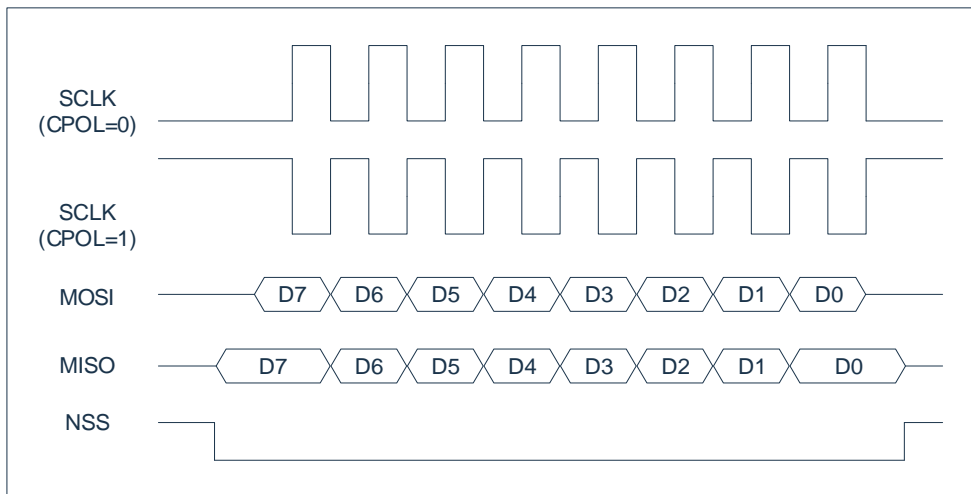 SCLK
(CPOL=0)
SCLK
(CPOL=1)
MOSI
D7 D6 D5 D4 D3 D2 D1 D0
MISO
D7 D6 D5 D4 D3 D2 D1 D0
NSS